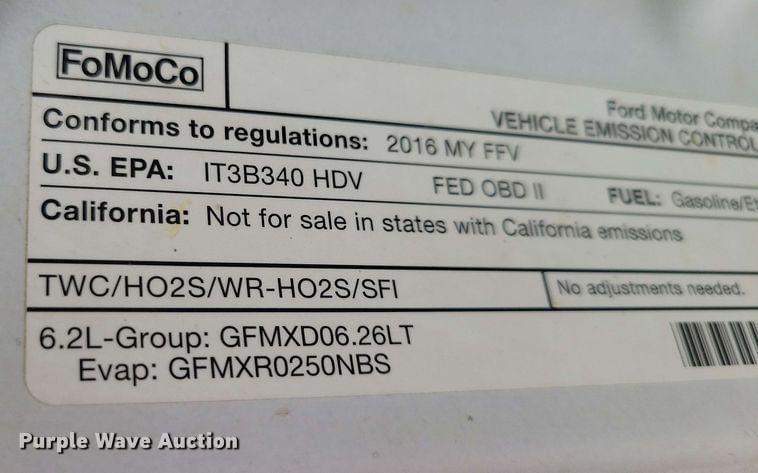 FoMoCo
Ford Motor Compa
VEHICLE EMISSION CONTROL
Conforms to regulations: 2016 MY FFV
U.S. EPA: IT3B340 HDV FED OBD II FUEL: Gasoline/Et
California: Not for sale in states with California emissions
TWC/HO2S/WR-HO2S/SFI No adjustments needed.
6.2L-Group: GFMXD06.26LT
Evap: GFMXR0250NBS
Purple Wave Auction